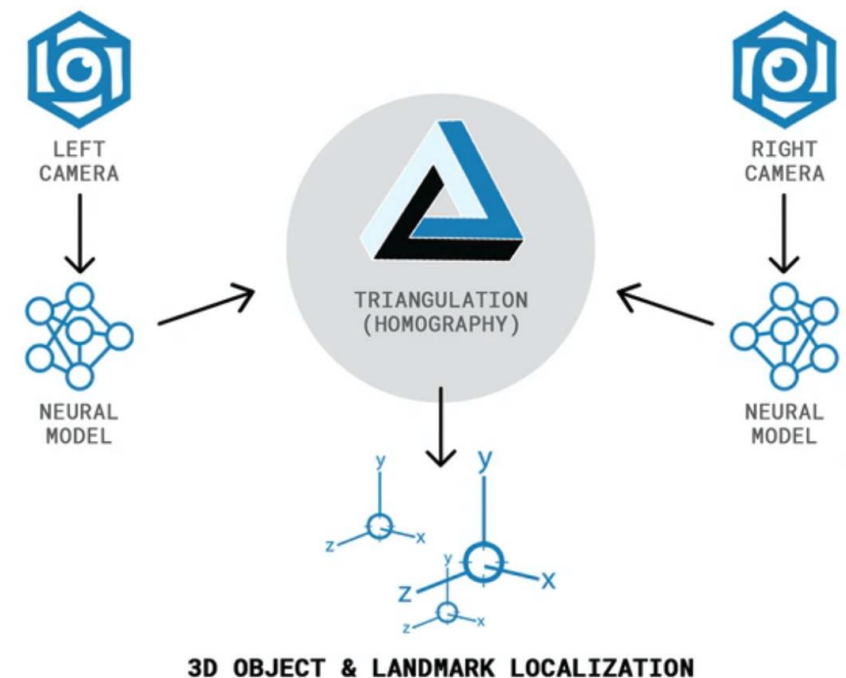 LEFT
CAMERA
RIGHT
CAMERA
TRIANGULATION
(HOMOGRAPHY)
NEURAL
MODEL
NEURAL
MODEL
y
y
z
x
y
z
x
z
x
3D OBJECT & LANDMARK LOCALIZATION